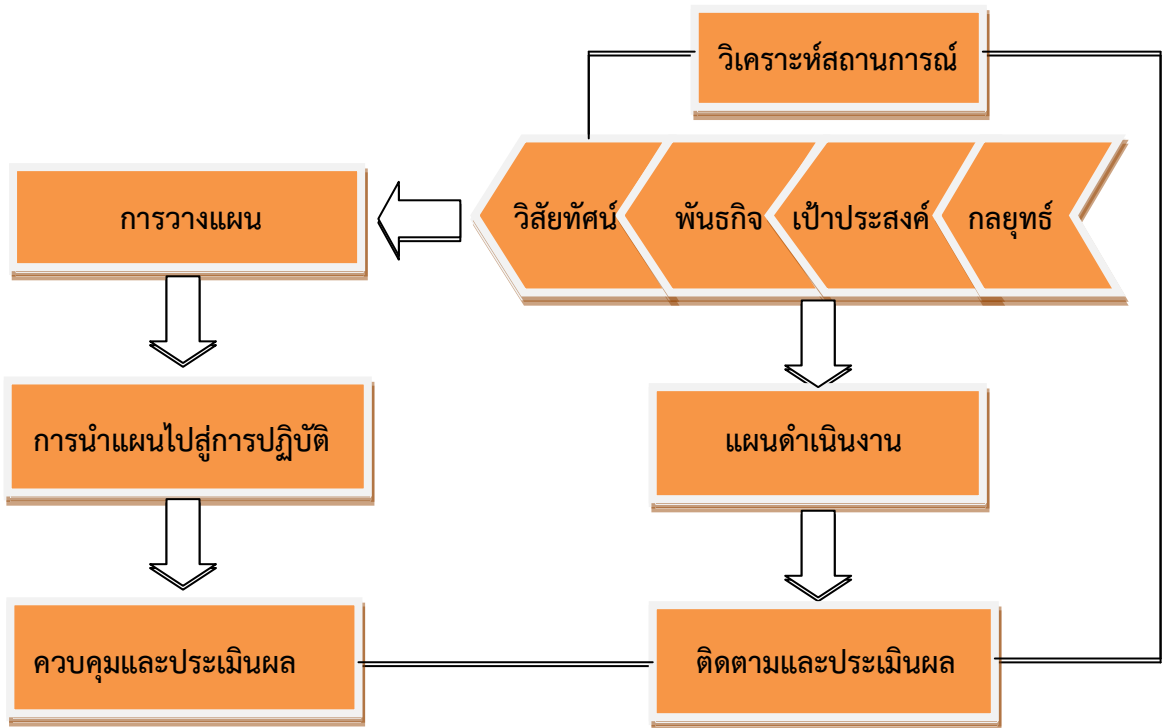 วิเคราะห์สถานการณ์
การวางแผน
วิสัยทัศน์
พันธกิจ
เป้าประสงค์
กลยุทธ์
การนำแผนไปสู่การปฏิบัติ
แผนดำเนินงาน
ควบคุมและประเมินผล
ติดตามและประเมินผล